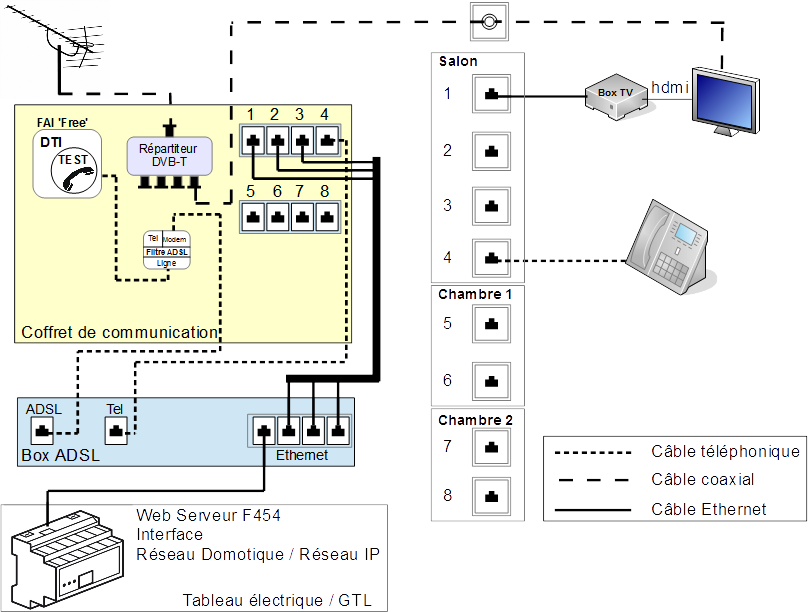 FAI 'Free'
DTI
TEST
Répartiteur
DVB-T
1 2 3 4
5 6 7 8
Tel Modem
Filtre ADSL
Ligne
Coffret de communication
ADSL Tel
Ethernet
Box ADSL
Web Serveur F454
Interface
Réseau Domotique / Réseau IP
Tableau électrique / GTL
Salon
1
2
3
4
Chambre 1
5
6
Chambre 2
7
8
Box TV
hdmi
Câble téléphonique
Câble coaxial
Câble Ethernet